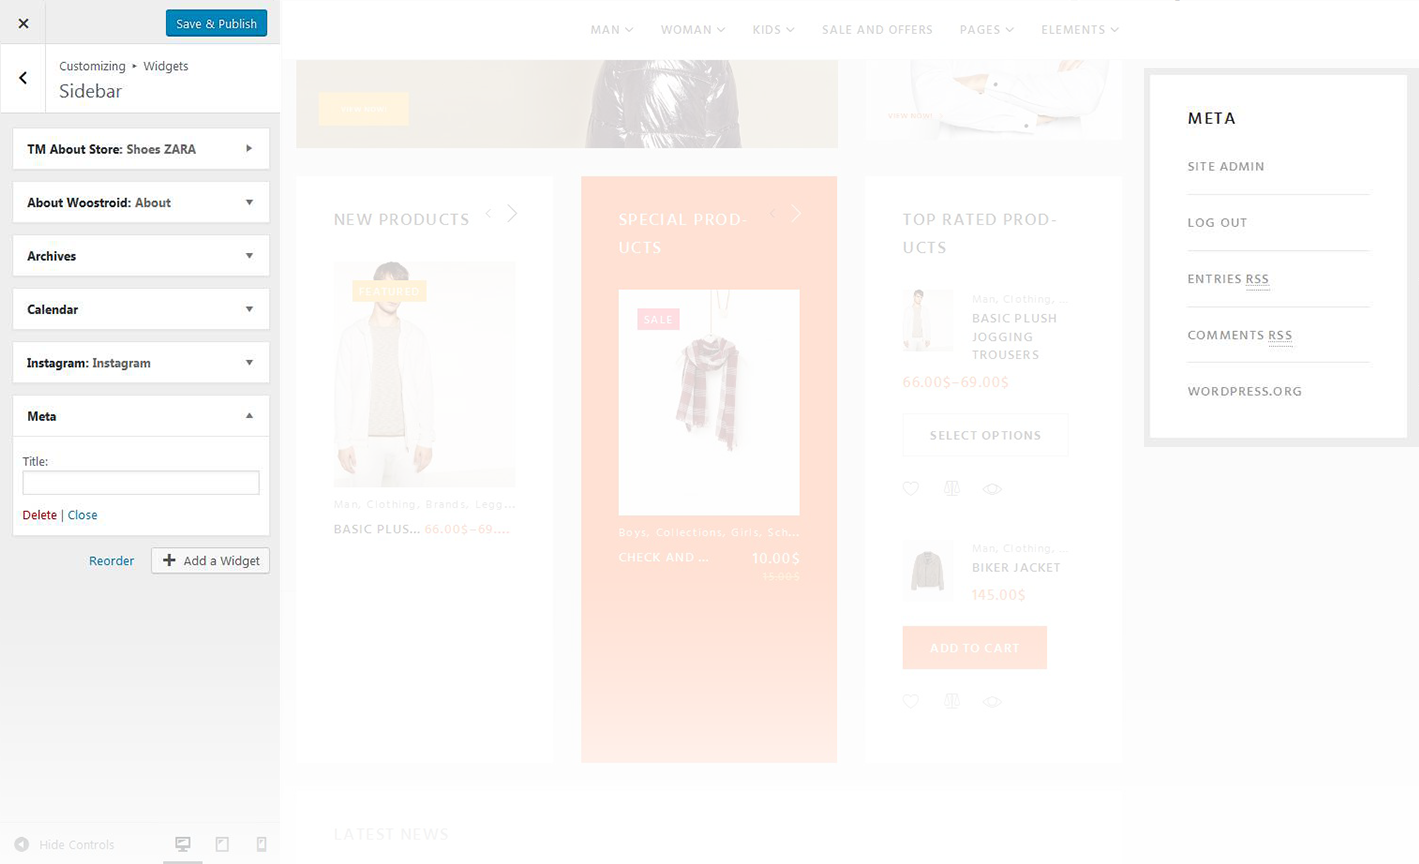 Save & Publish
Customizing ▸ Widgets
Sidebar
TM About Store: Shoes ZARA
About Woostroid: About
Archives
Calendar
Instagram: Instagram
Meta
Title:
Delete | Close
Reorder
Add a Widget
Hide Controls
MAN
WOMAN
KIDS
SALE AND OFFERS
PAGES
ELEMENTS
VIEW NOW!
NEW PRODUCTS
FEATURED
Man, Clothing, Brands, Legg...
BASIC PLUS... 66.00$–69....
SPECIAL PROD-
UCTS
SALE
Boys, Collections, Girls, Sch...
CHECK AND ... 10.00$
15.00$
TOP RATED PROD-
UCTS
Man, Clothing, ...
BASIC PLUSH
JOGGING
TROUSERS
66.00$–69.00$
SELECT OPTIONS
Man, Clothing, ...
BIKER JACKET
145.00$
ADD TO CART
LATEST NEWS
META
SITE ADMIN
LOG OUT
ENTRIES RSS
COMMENTS RSS
WORDPRESS.ORG